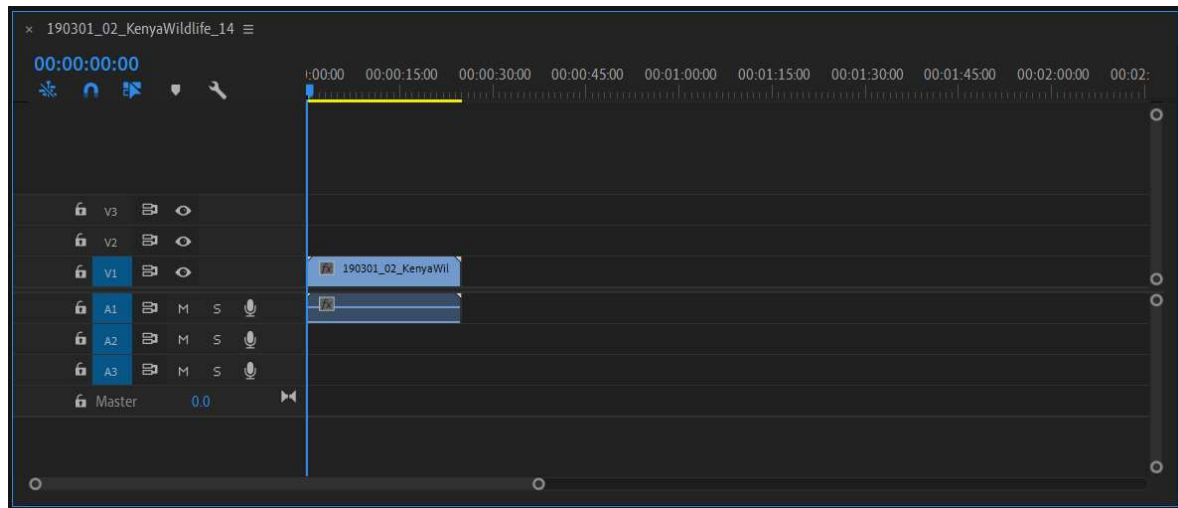 × 190301_02_KenyaWildlife_14 ≡
00:00:00:00
):00:00 00:00:15:00 00:00:30:00 00:00:45:00 00:01:00:00 00:01:15:00 00:01:30:00 00:01:45:00 00:02:00:00 00:02:
V3
V2
V1 fx 190301_02_KenyaWil
A1 M S fx
A2 M S
A3 M S
Master 0.0